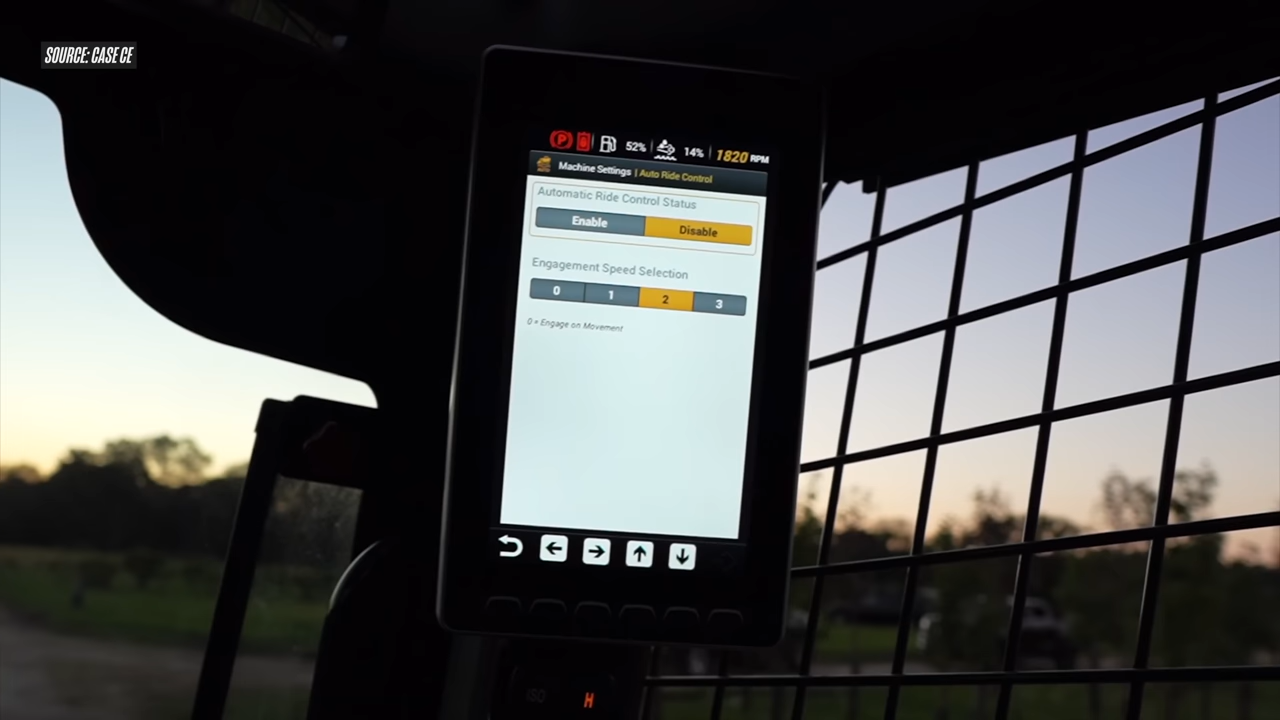 SOURCE: CASE CE
P 52% 14% 1820 RPM
Machine Settings | Auto Ride Control
Automatic Ride Control Status
Enable Disable
Engagement Speed Selection
0 1 2 3
0 = Engage on Movement
ISO H